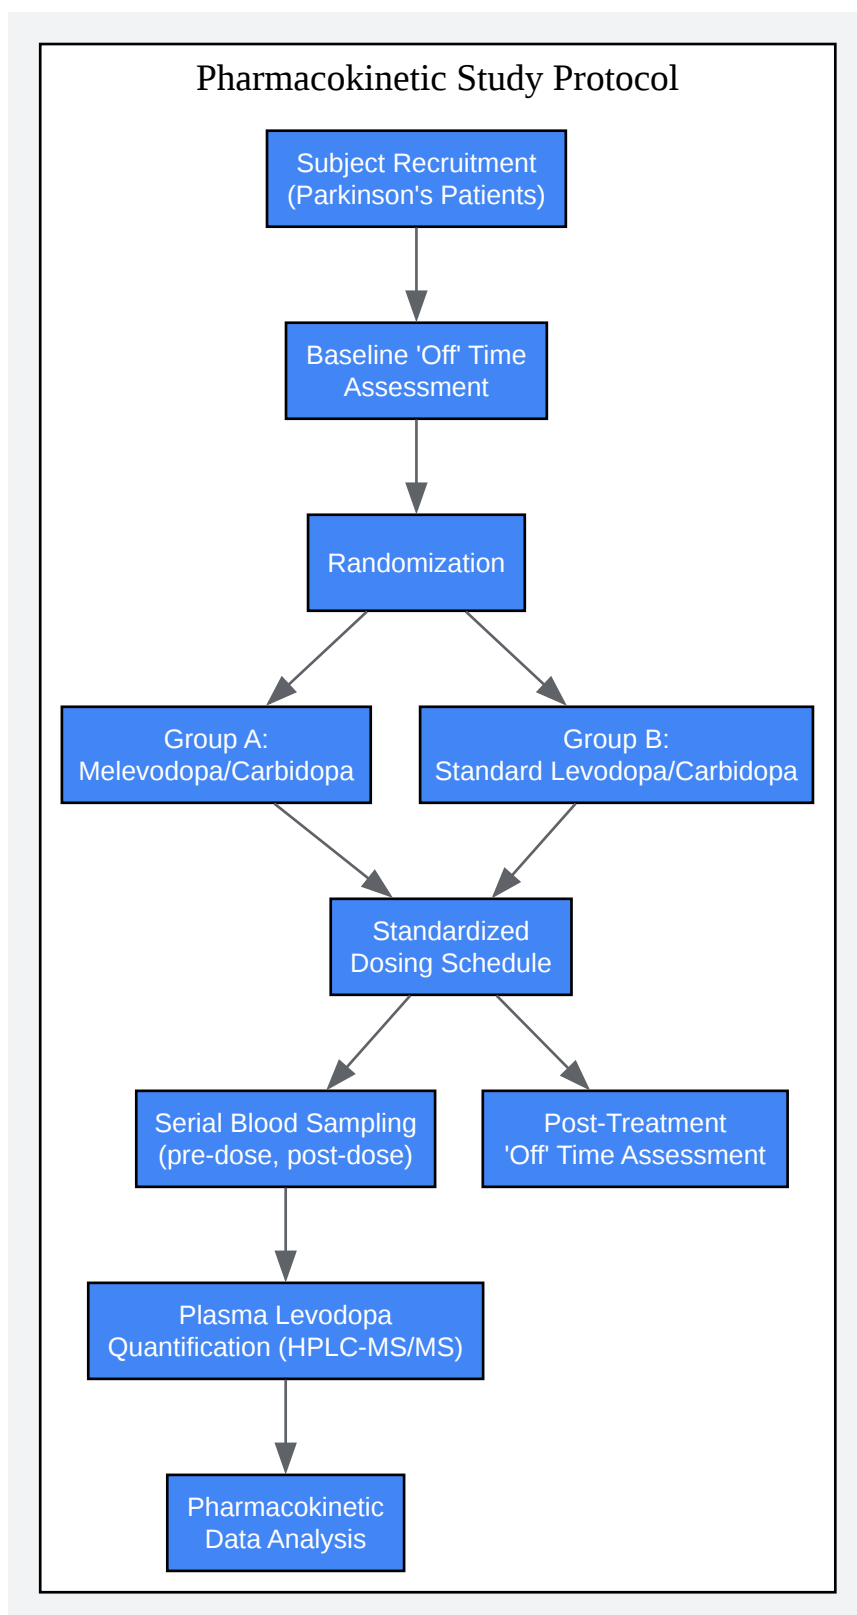 Pharmacokinetic Study Protocol
Subject Recruitment
(Parkinson's Patients)
Baseline 'Off' Time
Assessment
Randomization
Group A:
Melevodopa/Carbidopa
Group B:
Standard Levodopa/Carbidopa
Standardized
Dosing Schedule
Serial Blood Sampling
(pre-dose, post-dose)
Post-Treatment
'Off' Time Assessment
Plasma Levodopa
Quantification (HPLC-MS/MS)
Pharmacokinetic
Data Analysis